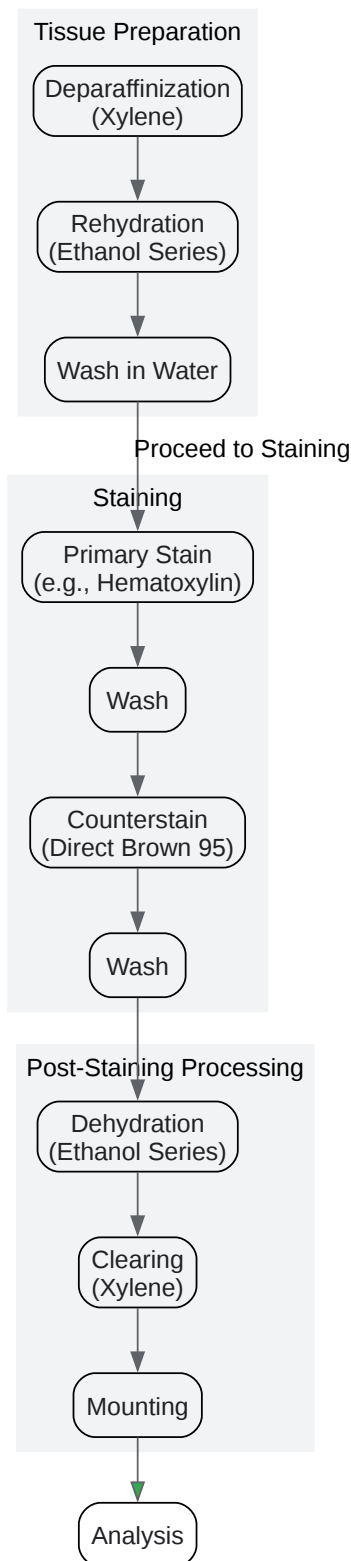 Tissue Preparation
Deparaffinization
(Xylene)
Rehydration
(Ethanol Series)
Wash in Water
Proceed to Staining
Staining
Primary Stain
(e.g., Hematoxylin)
Wash
Counterstain
(Direct Brown 95)
Wash
Post-Staining Processing
Dehydration
(Ethanol Series)
Clearing
(Xylene)
Mounting
Analysis